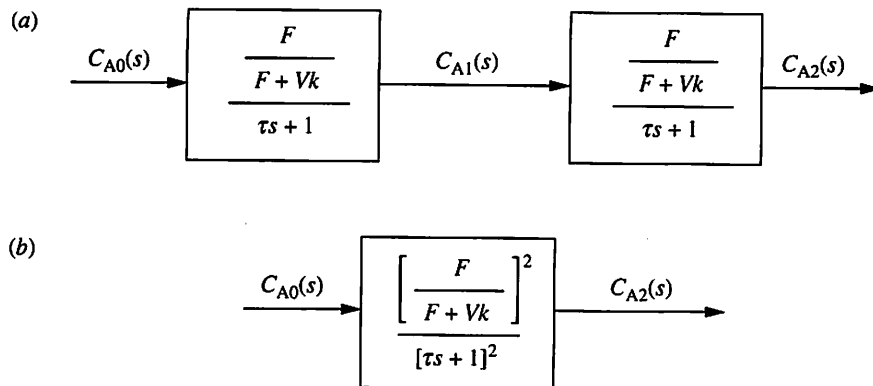 (a)
C_A0(s)
F
F + Vk
τs + 1
C_A1(s)
F
F + Vk
τs + 1
C_A2(s)
(b)
C_A0(s)
[ F ]^2
F + Vk
[τs + 1]^2
C_A2(s)